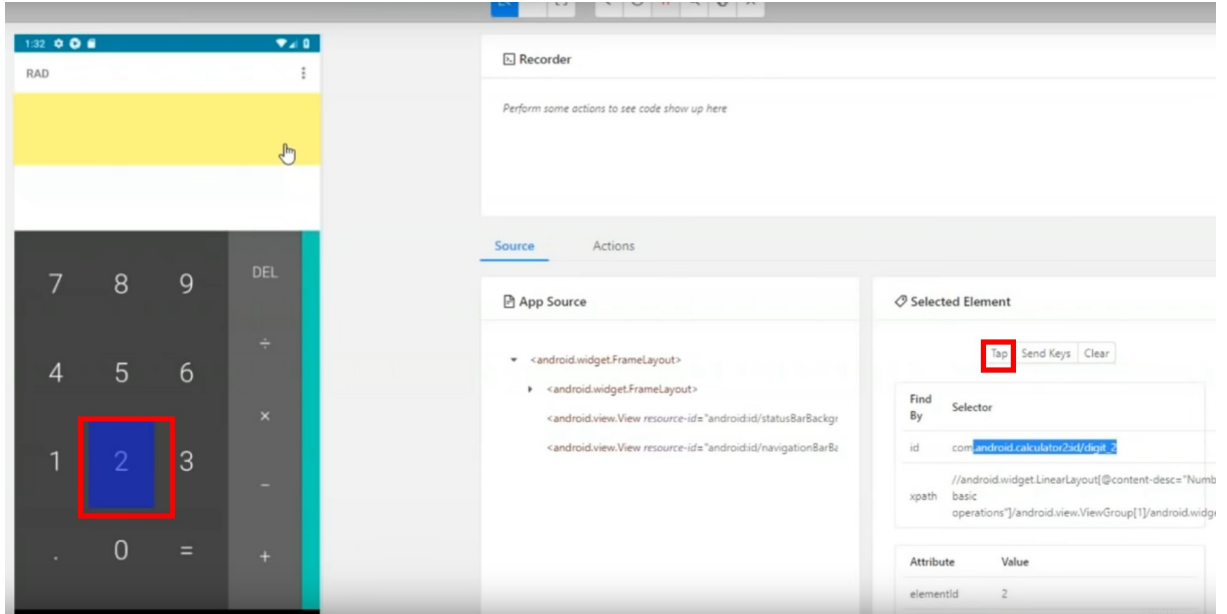 1:32
RAD
7 8 9 DEL
÷
4 5 6
×
1 2 3
−
. 0 =
+
Recorder
Perform some actions to see code show up here
Source Actions
App Source
<android.widget.FrameLayout>
<android.widget.FrameLayout>
<android.view.View resource-id="android:id/statusBarBackgr
<android.view.View resource-id="android:id/navigationBarBa
Selected Element
Tap Send Keys Clear
Find By Selector
id com.android.calculator2:id/digit_2
xpath //android.widget.LinearLayout[@content-desc="Numb
basic
operations"]/android.view.ViewGroup[1]/android.widge
Attribute Value
elementId 2